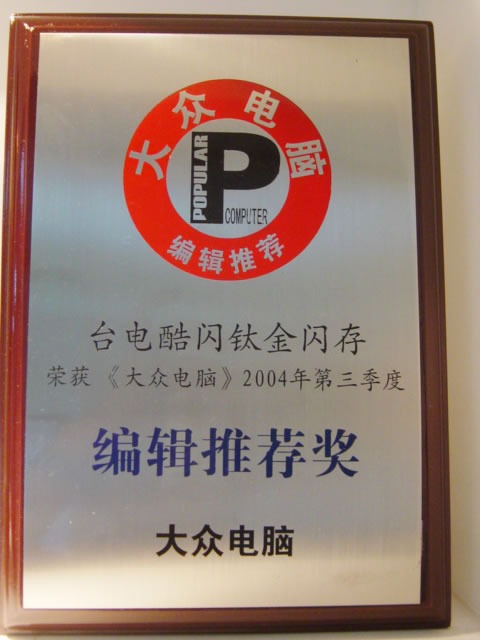 大众电脑
POPULAR
P
COMPUTER
编辑推荐
台电酷闪钛金闪存
荣获《大众电脑》2004年第三季度
编辑推荐奖
大众电脑